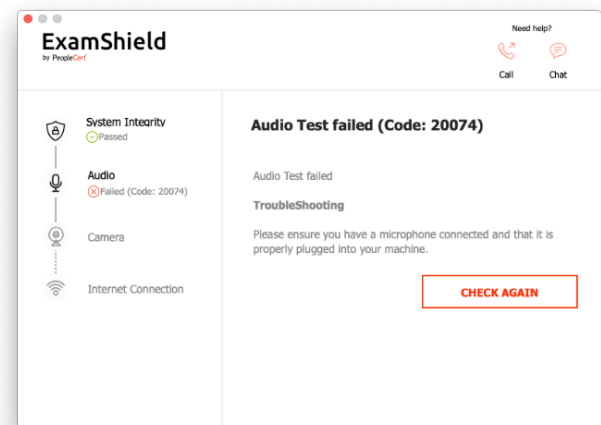 Need help?
ExamShield
by PeopleCert
Call
Chat
System Integrity
Passed
Audio
Failed (Code: 20074)
Camera
Internet Connection
Audio Test failed (Code: 20074)
Audio Test failed
TroubleShooting
Please ensure you have a microphone connected and that it is
properly plugged into your machine.
CHECK AGAIN